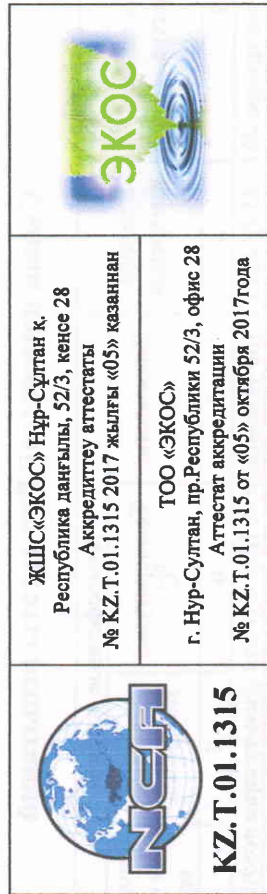 NCA
KZ.T.01.1315
ЖШС«ЭКОС» Нұр-Сұлтан қ.
Республика даңғылы, 52/3, кеңсе 28
Аккредиттеу аттестаты
№ KZ.T.01.1315 2017 жылғы «05» қазаннан
ТОО «ЭКОС»
г. Нур-Султан, пр.Республики 52/3, офис 28
Аттестат аккредитации
№ KZ.T.01.1315 от «05» октября 2017года
ЭКОС